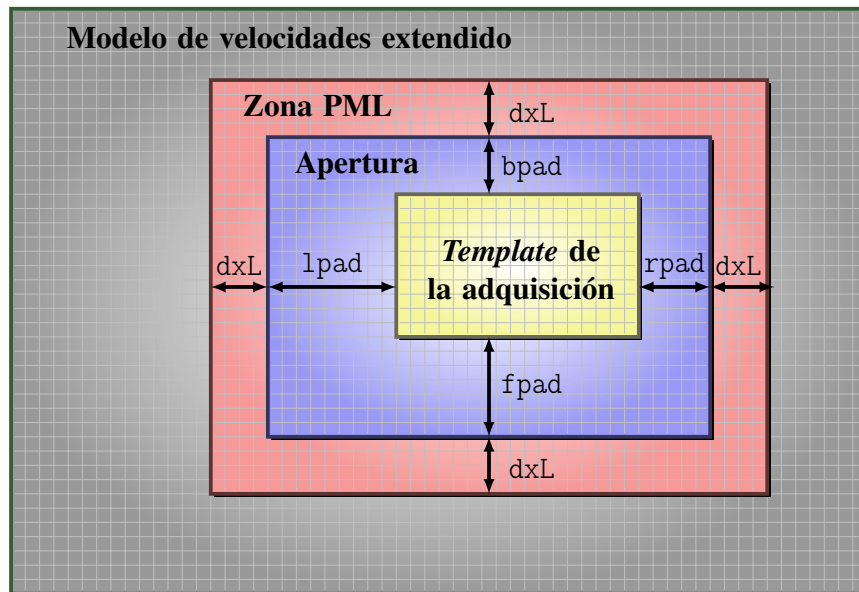 Modelo de velocidades extendido
Zona PML
dxL
Apertura
bpad
Template de
la adquisición
dxL
lpad
rpad
dxL
fpad
dxL